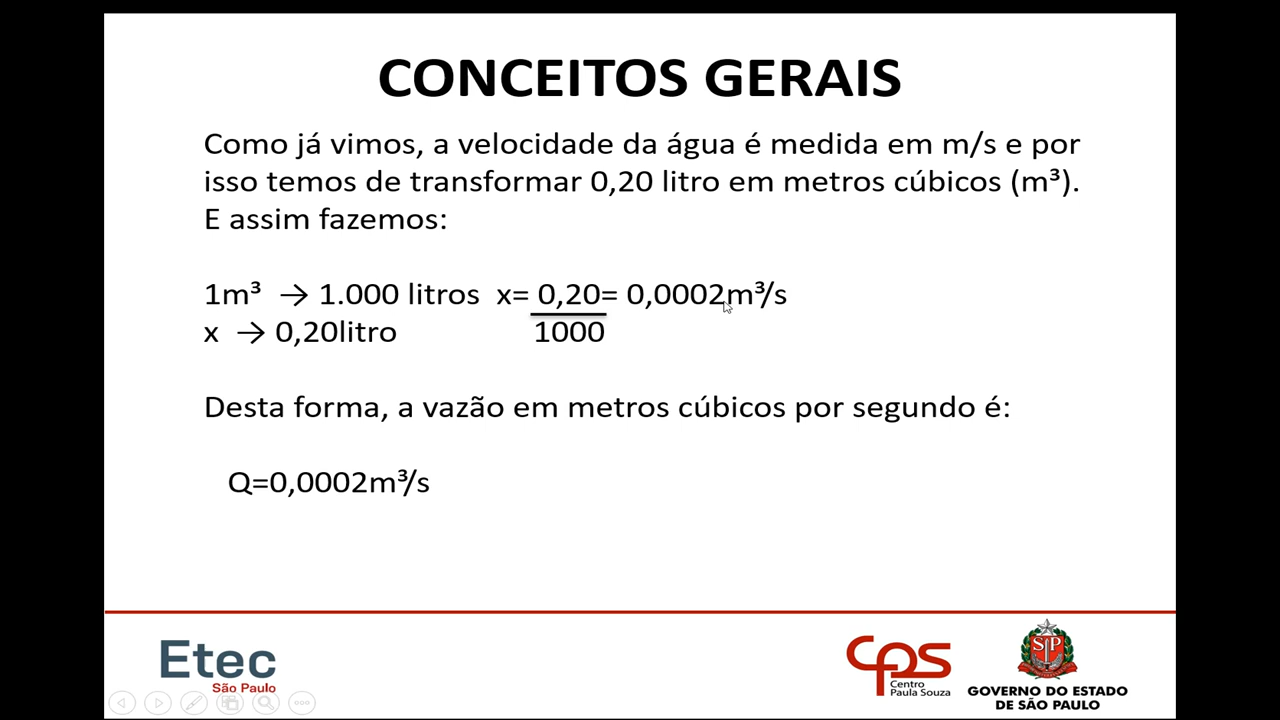 CONCEITOS GERAIS
Como já vimos, a velocidade da água é medida em m/s e por
isso temos de transformar 0,20 litro em metros cúbicos (m³).
E assim fazemos:
1m³ → 1.000 litros x= 0,20= 0,0002m³/s
x → 0,20litro 1000
Desta forma, a vazão em metros cúbicos por segundo é:
Q=0,0002m³/s
Etec
São Paulo
cps
Centro
Paula Souza
SP
GOVERNO DO ESTADO
DE SÃO PAULO